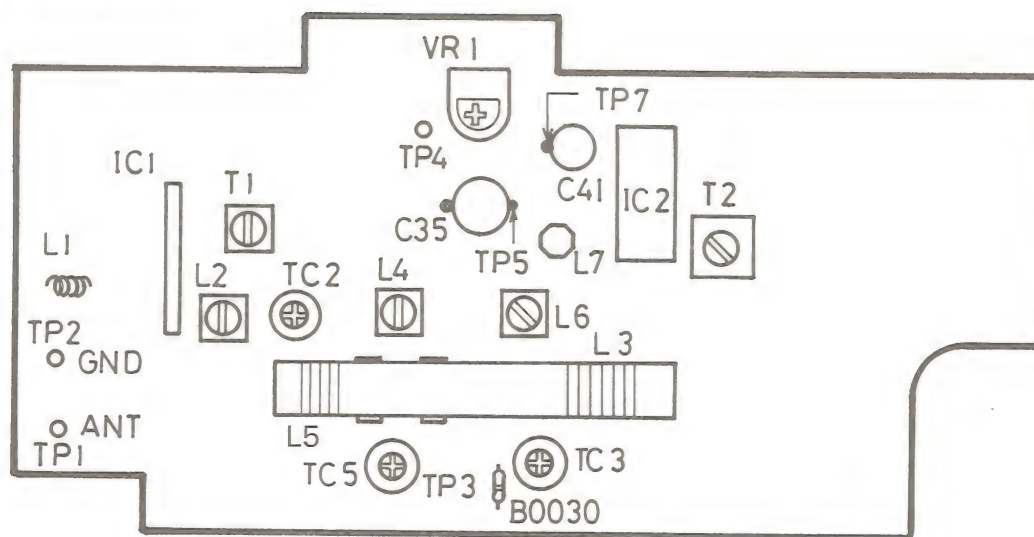 VR1
TP7
TP4
IC1
C41
IC2
T1
T2
C35
L1
TP5
L7
L2
TC2
L4
L6
TP2
GND
L3
ANT
TP1
L5
TC5
TP3
TC3
B0030